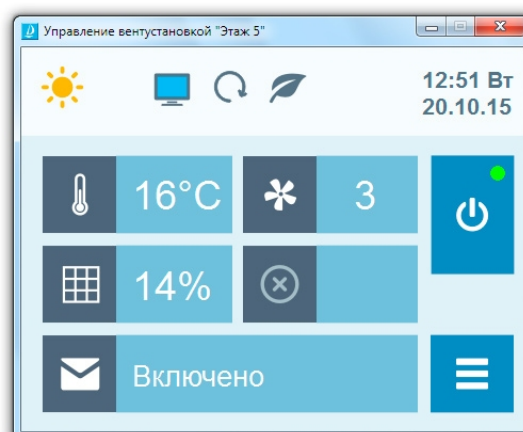 Управление вентустановкой "Этаж 5"
12:51 Вт
20.10.15
16°C
3
14%
Включено